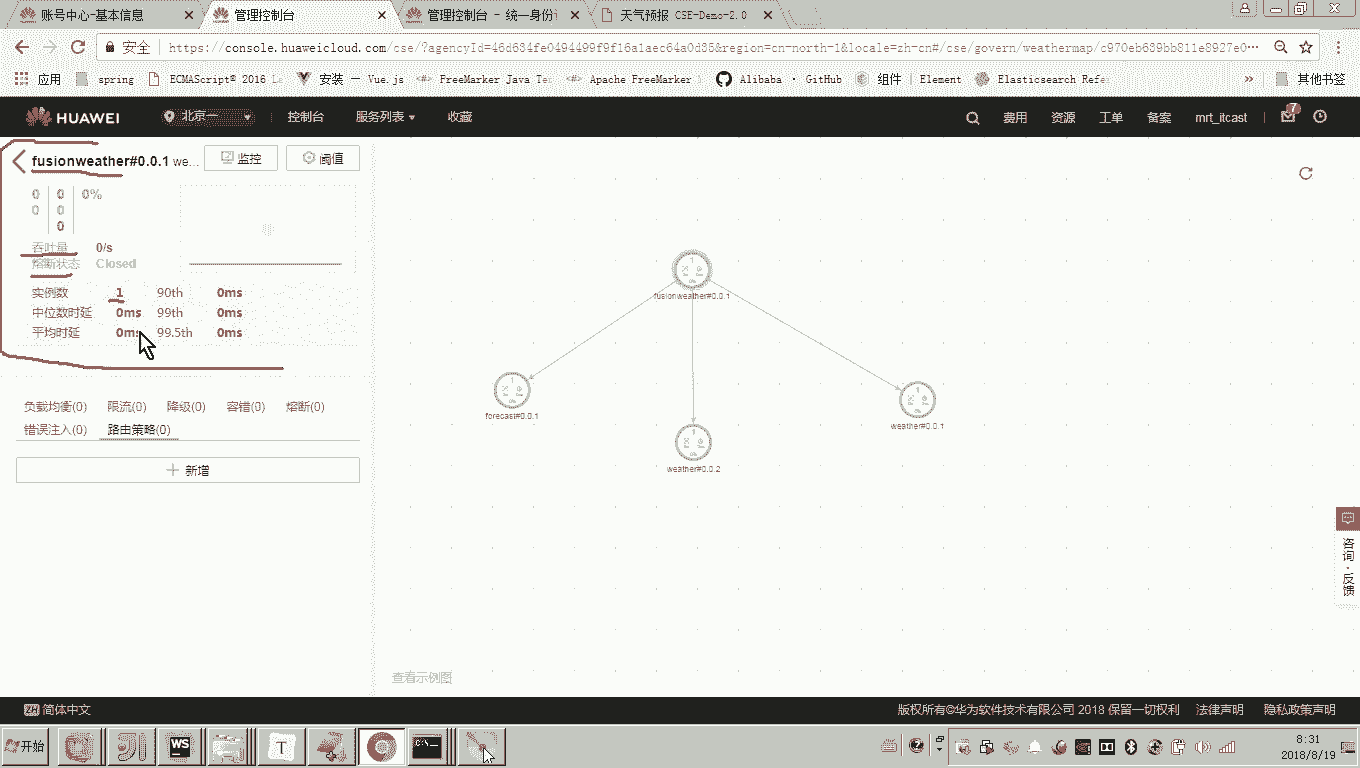 账号中心-基本信息
管理控制台
管理控制台 - 统一身份
天气预报 CSE-Demo-2.0
安全 https://console.huaweicloud.com/cse/?agencyId=46d634fe0494499f9f16a1aec64a0d35&region=cn-north-1&locale=zh-cn#/cse/govern/weathermap/c970eb639bb811e8927e0…
应用 spring ECMAScript® 2016 La 安装 — Vue.js FreeMarker Java Te Apache FreeMarker Alibaba · GitHub 组件 | Element Elasticsearch Refe » 其他书签
HUAWEI 北京一 控制台 服务列表 收藏 费用 资源 工单 备案 mrt_itcast 7
fusionweather#0.0.1 we... 监控 阈值
0 0 0%
0 0
0
吞吐量 0/s
熔断状态 Closed
实例数 1 90th 0ms
中位数时延 0ms 99th 0ms
平均时延 0ms 99.5th 0ms
负载均衡(0) 限流(0) 降级(0) 容错(0) 熔断(0)
错误注入(0) 路由策略(0)
新增
fusionweather#0.0.1
forecast#0.0.1
weather#0.0.2
weather#0.0.1
咨询·反馈
查看示例图
简体中文 版权所有©华为软件技术有限公司 2018 保留一切权利 法律声明 隐私政策声明
开始 WS T C:\
8:31
2018/8/19